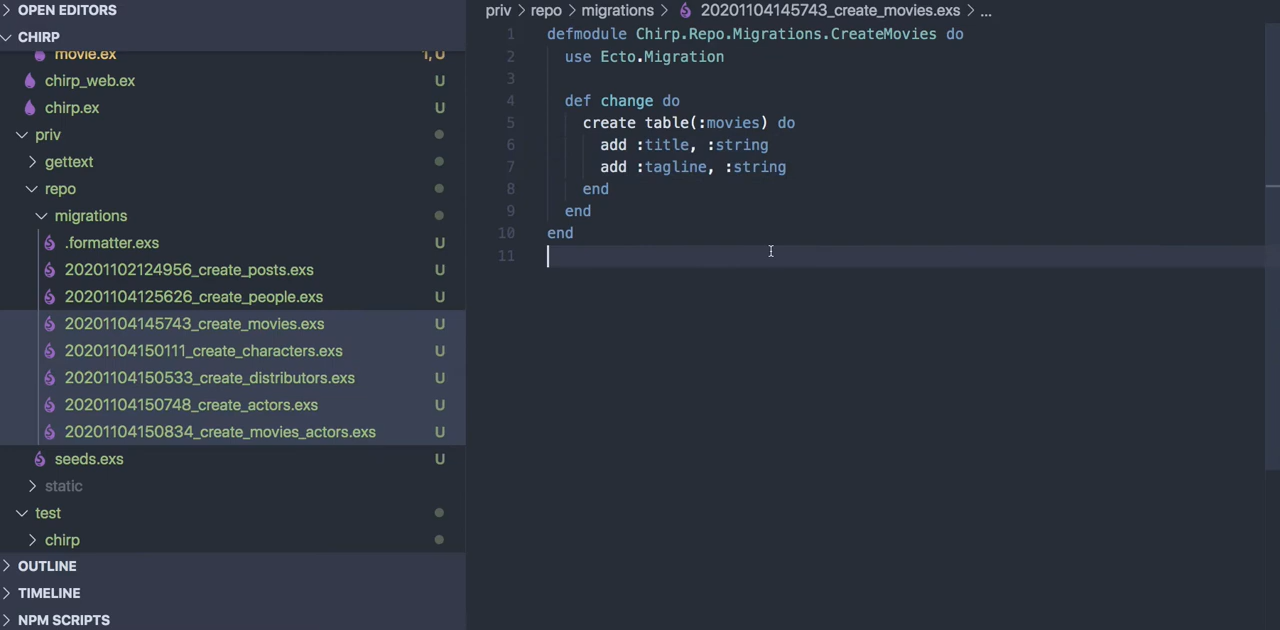 OPEN EDITORS
CHIRP
movie.ex 1, U
chirp_web.ex U
chirp.ex U
priv
gettext
repo
migrations
.formatter.exs U
20201102124956_create_posts.exs U
20201104125626_create_people.exs U
20201104145743_create_movies.exs U
20201104150111_create_characters.exs U
20201104150533_create_distributors.exs U
20201104150748_create_actors.exs U
20201104150834_create_movies_actors.exs U
seeds.exs U
static
test
chirp
OUTLINE
TIMELINE
NPM SCRIPTS
priv > repo > migrations > 20201104145743_create_movies.exs > ...
1 defmodule Chirp.Repo.Migrations.CreateMovies do
2 use Ecto.Migration
3
4 def change do
5 create table(:movies) do
6 add :title, :string
7 add :tagline, :string
8 end
9 end
10 end
11